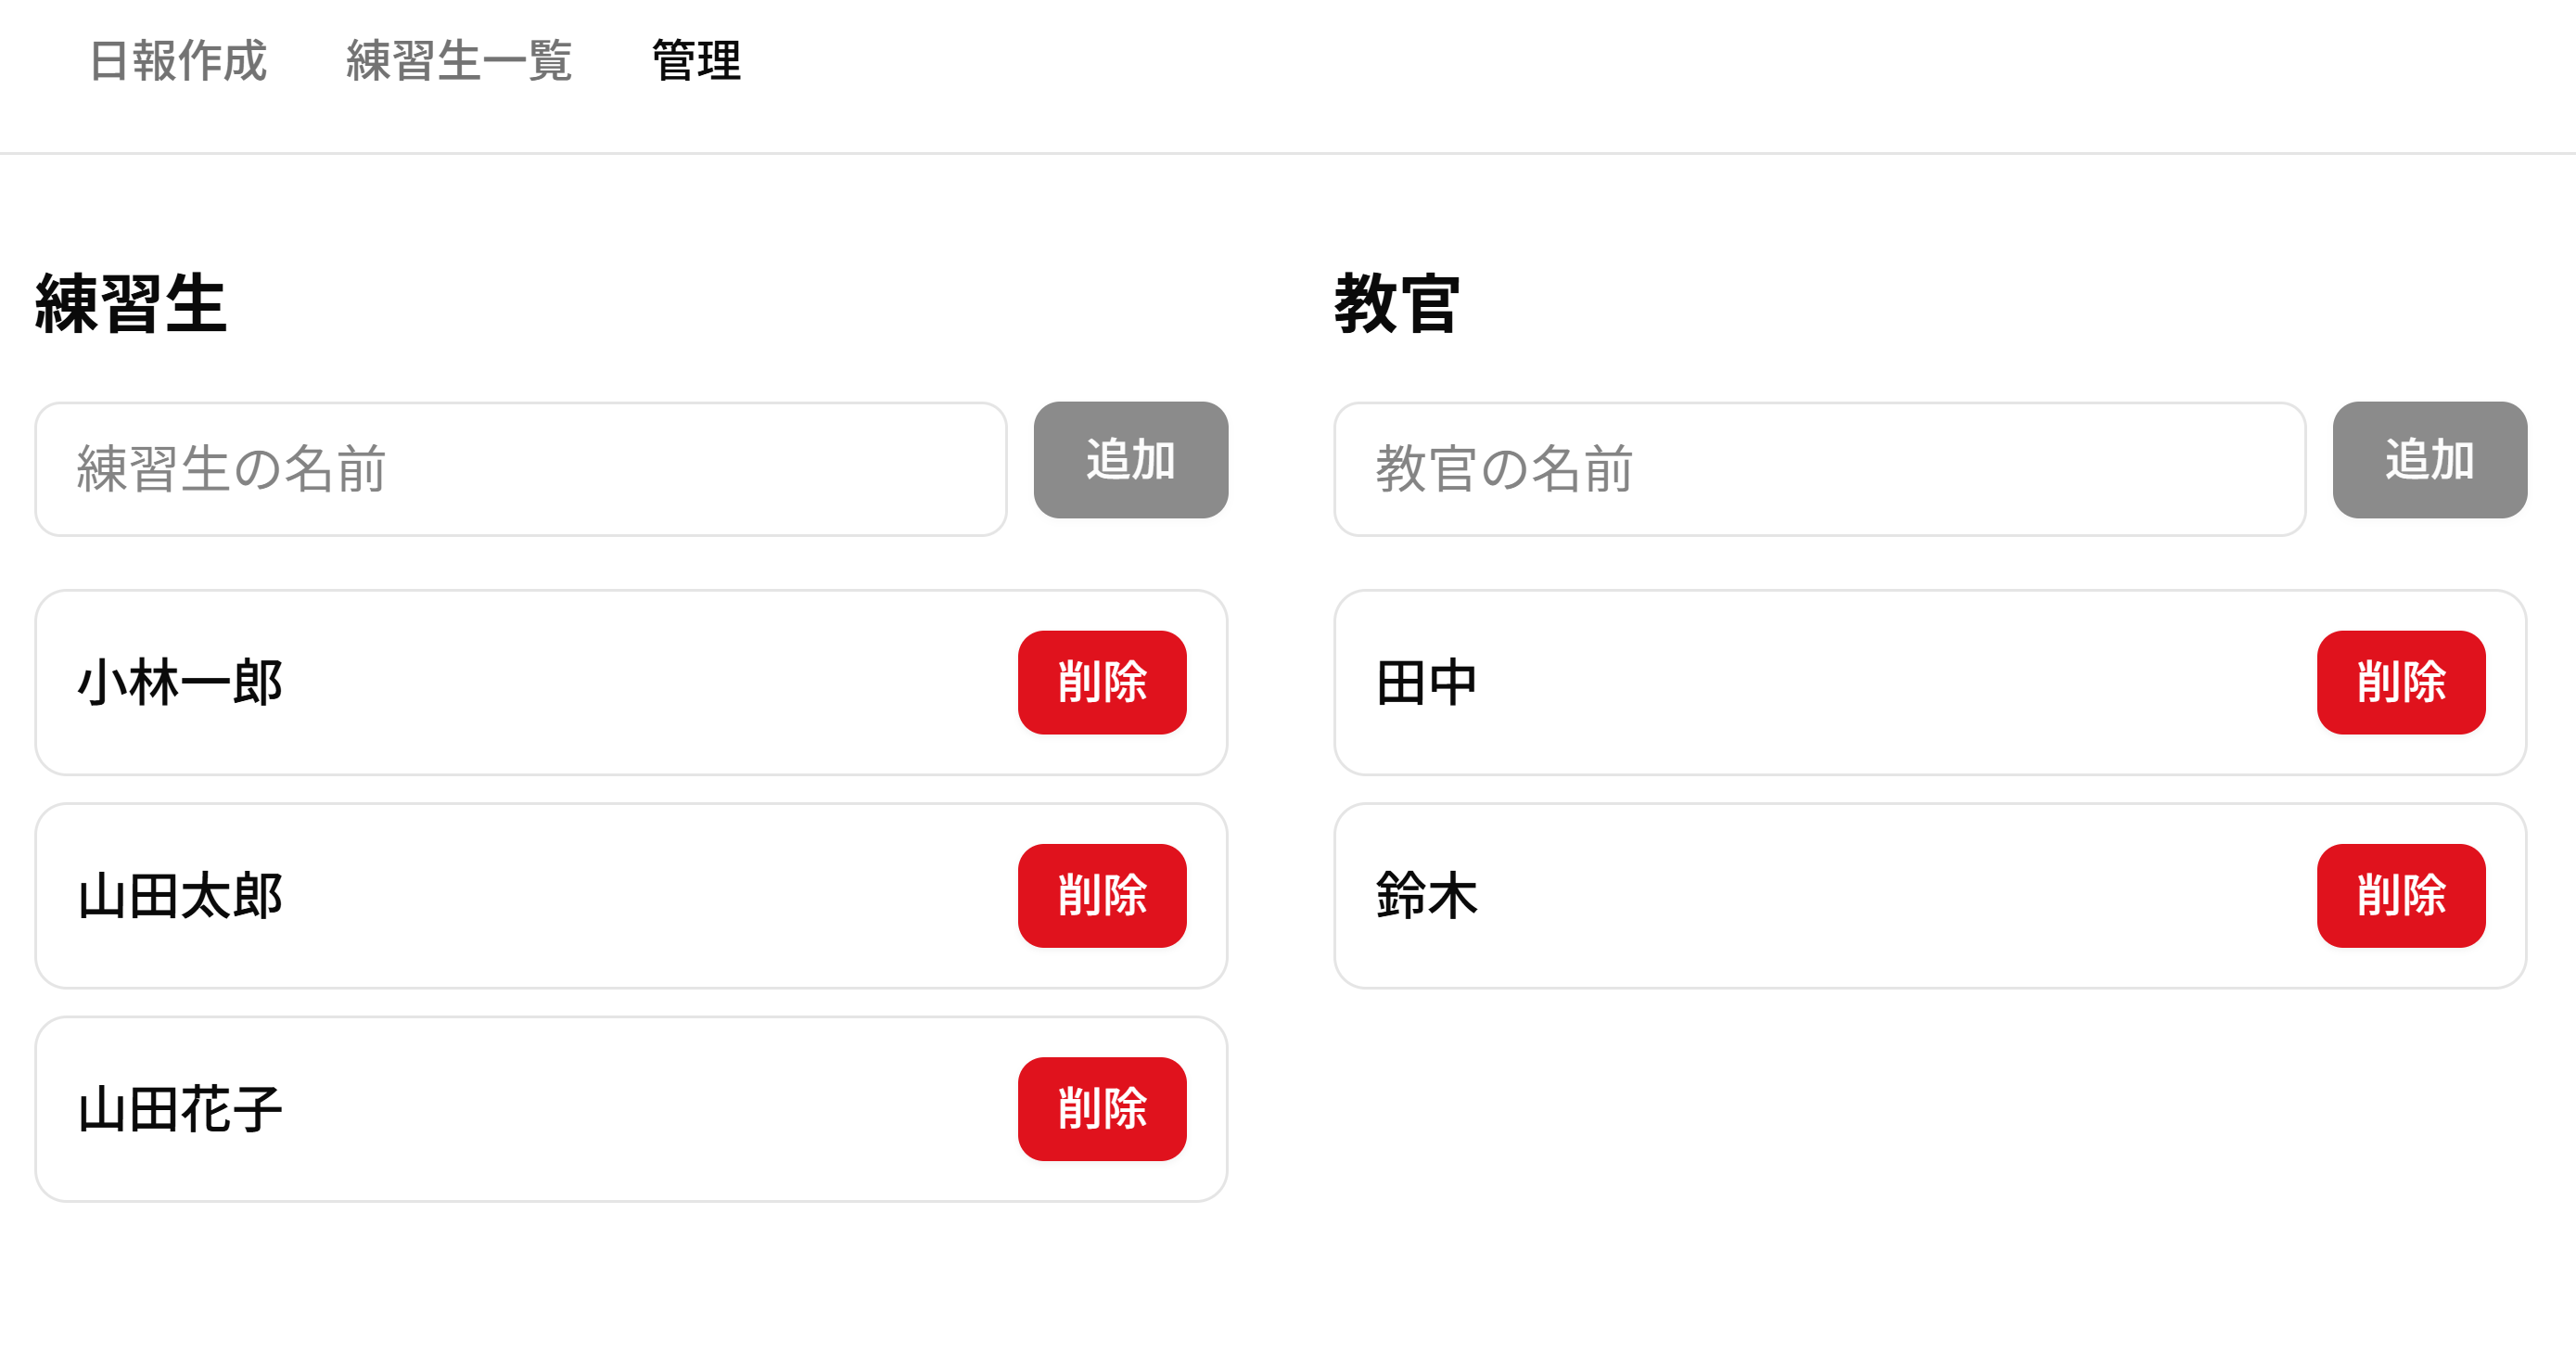 日報作成 練習生一覧 管理
練習生
練習生の名前 追加
小林一郎 削除
山田太郎 削除
山田花子 削除
教官
教官の名前 追加
田中 削除
鈴木 削除